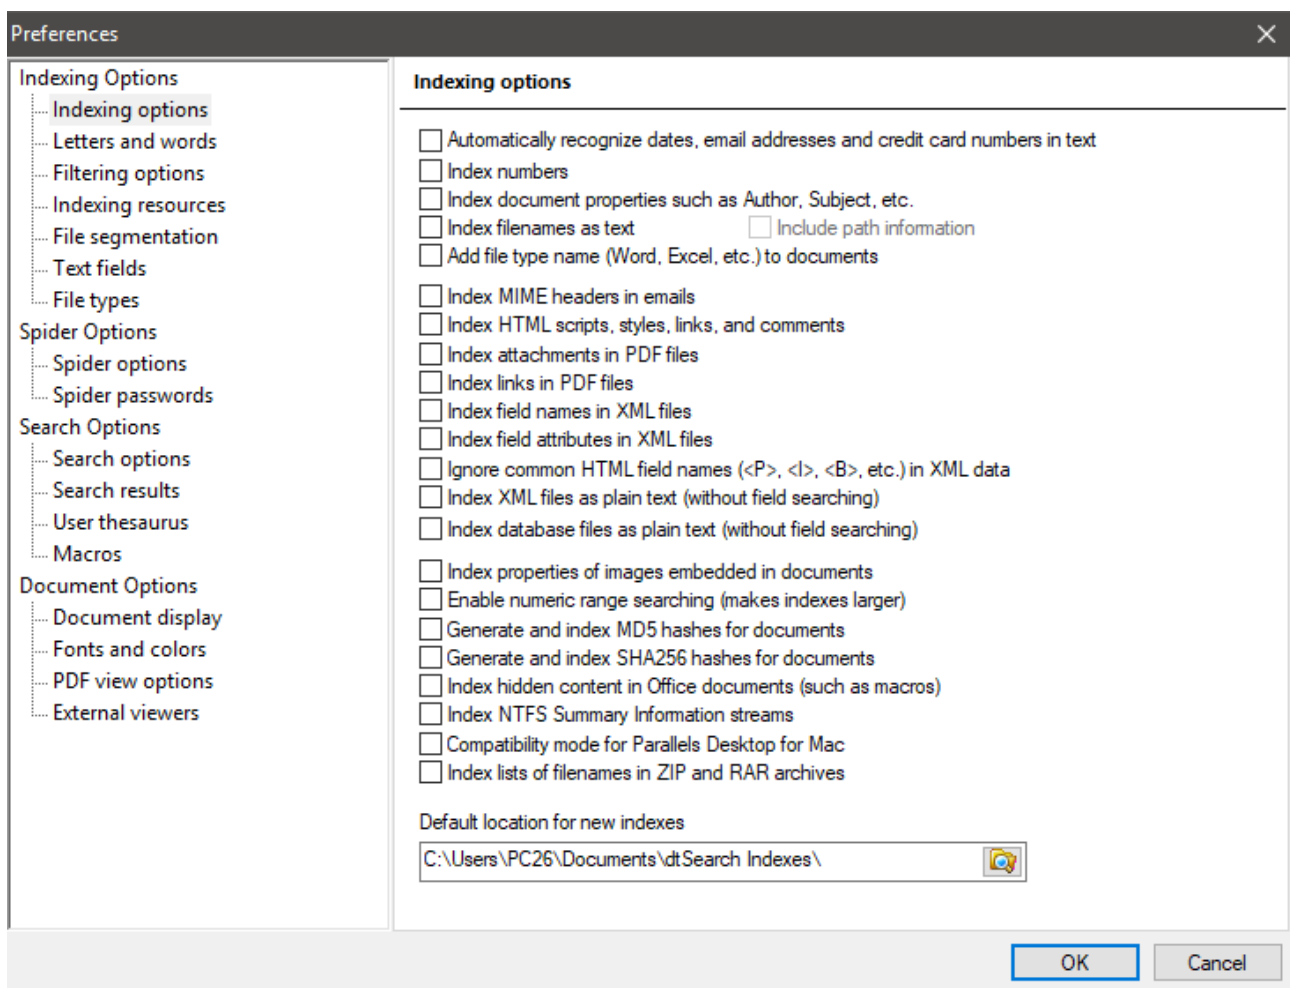 Preferences
Indexing Options
Indexing options
Letters and words
Filtering options
Indexing resources
File segmentation
Text fields
File types
Spider Options
Spider options
Spider passwords
Search Options
Search options
Search results
User thesaurus
Macros
Document Options
Document display
Fonts and colors
PDF view options
External viewers
Indexing options
Automatically recognize dates, email addresses and credit card numbers in text
Index numbers
Index document properties such as Author, Subject, etc.
Index filenames as text Include path information
Add file type name (Word, Excel, etc.) to documents
Index MIME headers in emails
Index HTML scripts, styles, links, and comments
Index attachments in PDF files
Index links in PDF files
Index field names in XML files
Index field attributes in XML files
Ignore common HTML field names (<P>, <I>, <B>, etc.) in XML data
Index XML files as plain text (without field searching)
Index database files as plain text (without field searching)
Index properties of images embedded in documents
Enable numeric range searching (makes indexes larger)
Generate and index MD5 hashes for documents
Generate and index SHA256 hashes for documents
Index hidden content in Office documents (such as macros)
Index NTFS Summary Information streams
Compatibility mode for Parallels Desktop for Mac
Index lists of filenames in ZIP and RAR archives
Default location for new indexes
C:\Users\PC26\Documents\dtSearch Indexes\
OK Cancel